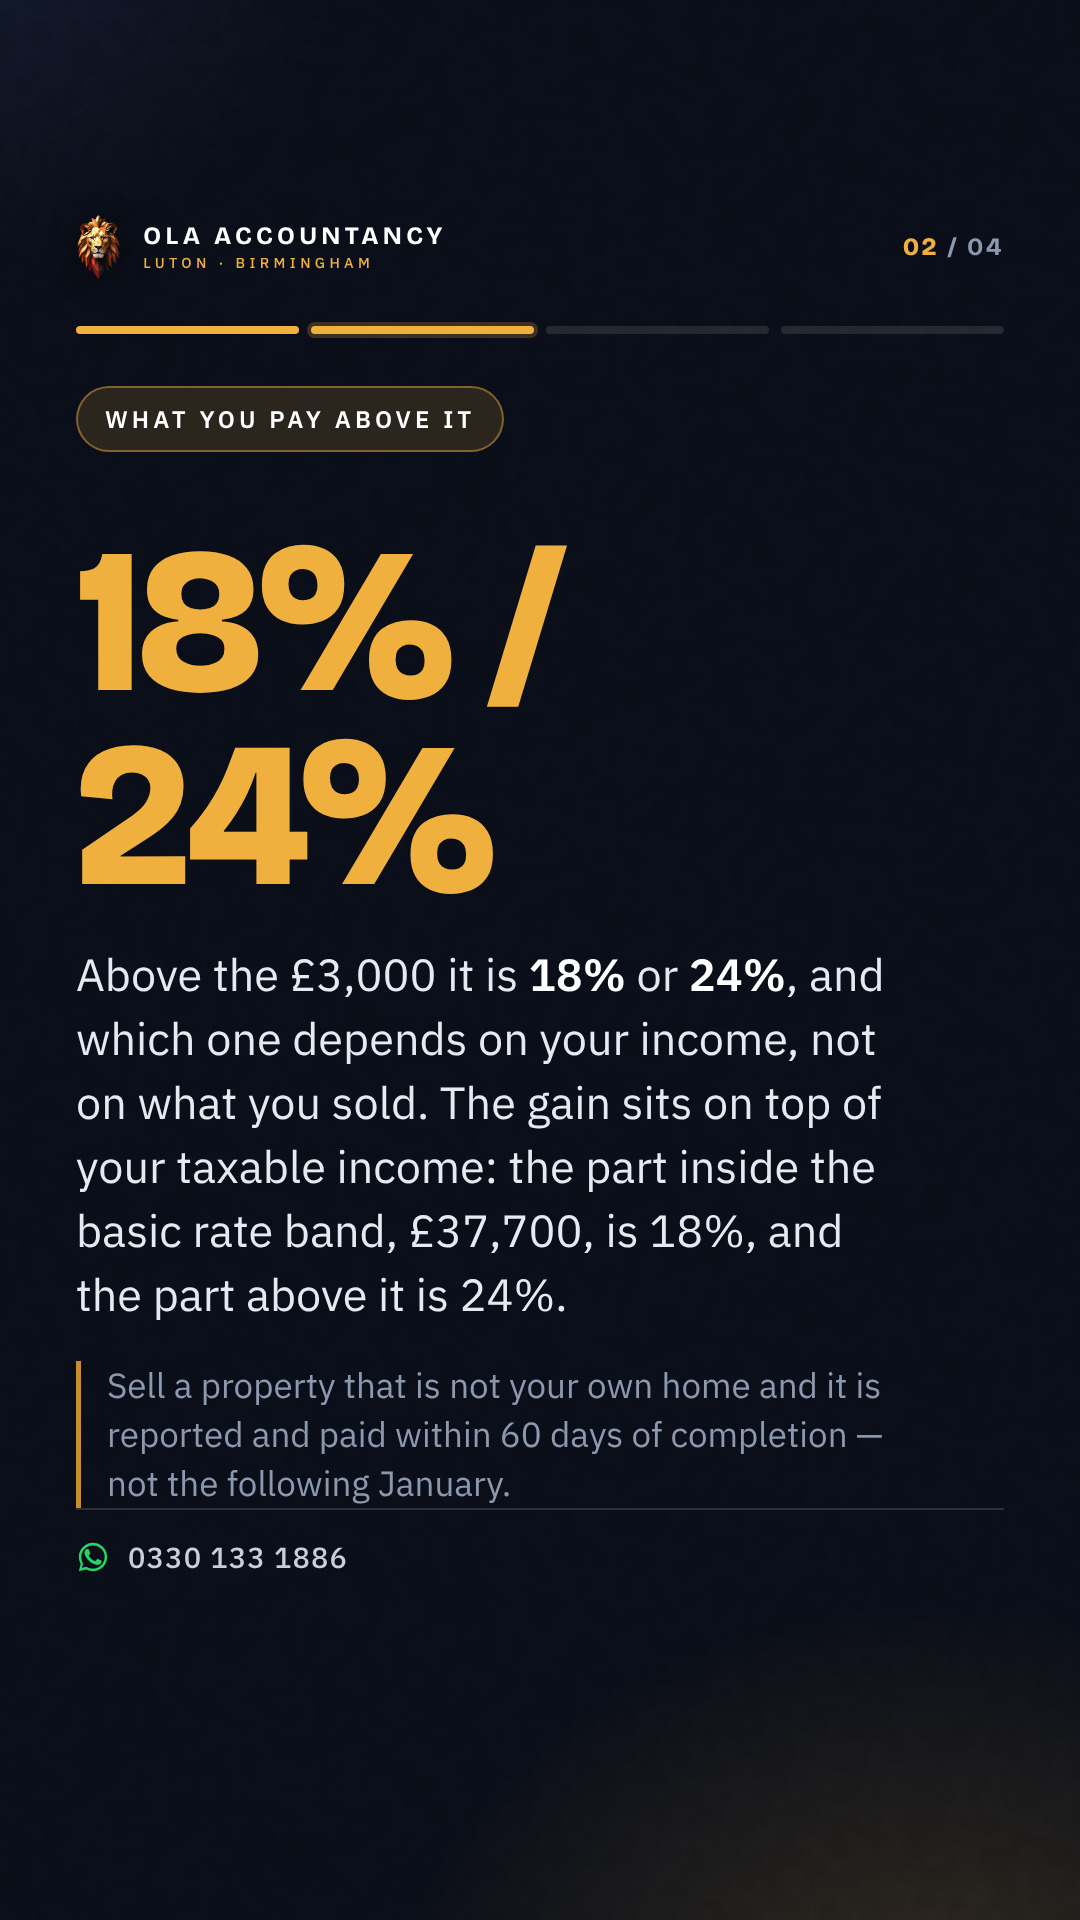 OLA ACCOUNTANCY
LUTON · BIRMINGHAM
02 / 04
WHAT YOU PAY ABOVE IT
18% /
24%
Above the £3,000 it is 18% or 24%, and
which one depends on your income, not
on what you sold. The gain sits on top of
your taxable income: the part inside the
basic rate band, £37,700, is 18%, and
the part above it is 24%.
Sell a property that is not your own home and it is
reported and paid within 60 days of completion —
not the following January.
0330 133 1886